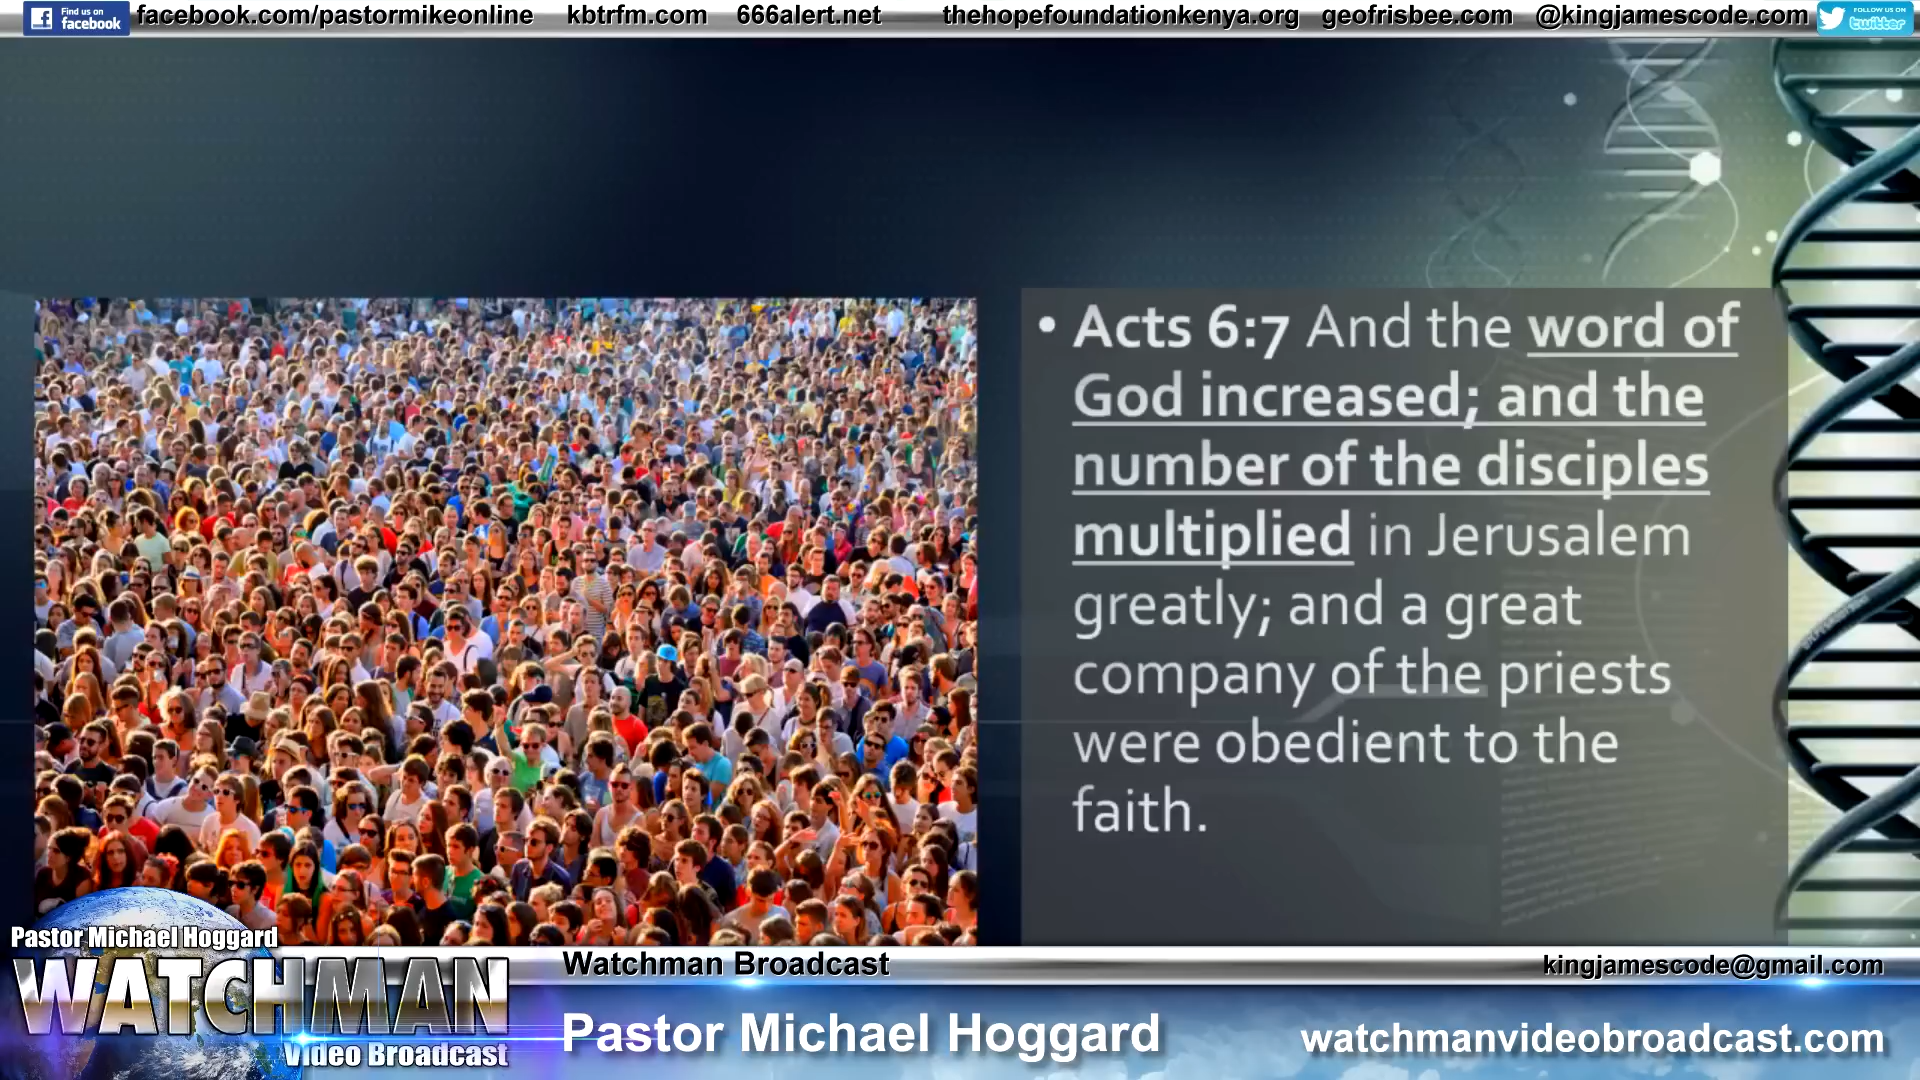 Find us on
facebook
facebook.com/pastormikeonline kbtrfm.com 666alert.net thehopefoundationkenya.org geofrisbee.com @kingjamescode.com
FOLLOW US ON
twitter
• Acts 6:7 And the word of
God increased; and the
number of the disciples
multiplied in Jerusalem
greatly; and a great
company of the priests
were obedient to the
faith.
Pastor Michael Hoggard
WATCHMAN
Video Broadcast
Watchman Broadcast
kingjamescode@gmail.com
Pastor Michael Hoggard
watchmanvideobroadcast.com